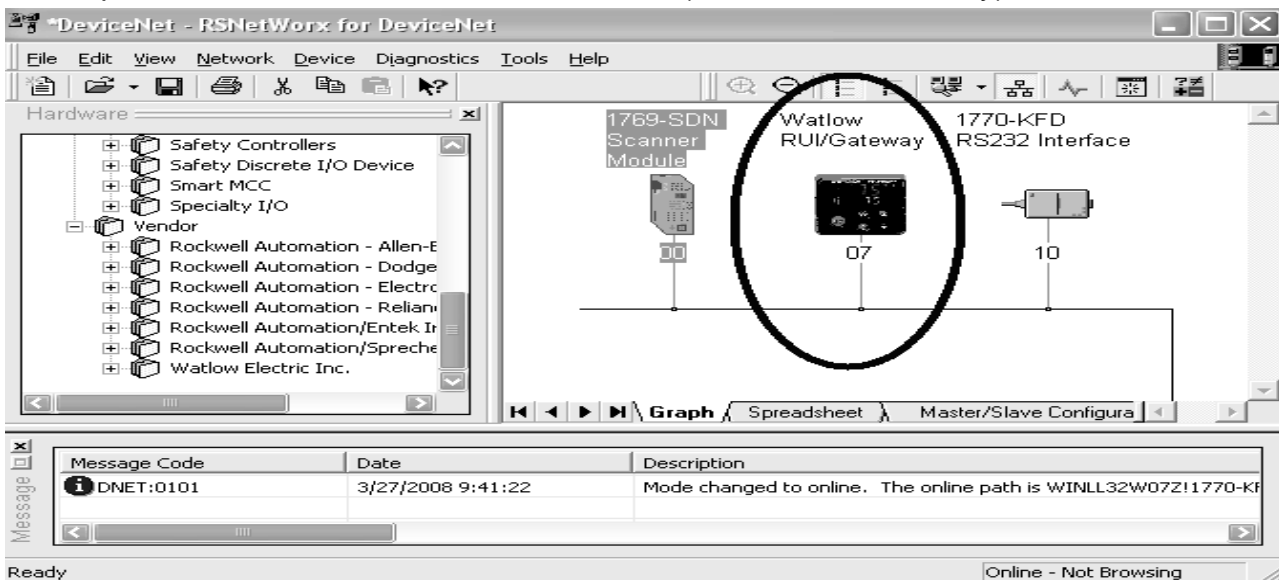 *DeviceNet - RSNetWorx for DeviceNet
File Edit View Network Device Diagnostics Tools Help
Hardware
Safety Controllers
Safety Discrete I/O Device
Smart MCC
Specialty I/O
Vendor
Rockwell Automation - Allen-B
Rockwell Automation - Dodge
Rockwell Automation - Electro
Rockwell Automation - Relian
Rockwell Automation/Entek Ir
Rockwell Automation/Spreche
Watlow Electric Inc.
1769-SDN
Scanner
Module
00
Watlow
RUI/Gateway
07
1770-KFD
RS232 Interface
10
Graph Spreadsheet Master/Slave Configura
Message
Message Code Date Description
DNET:0101 3/27/2008 9:41:22 Mode changed to online. The online path is WINLL32W07Z!1770-KF
Ready Online - Not Browsing